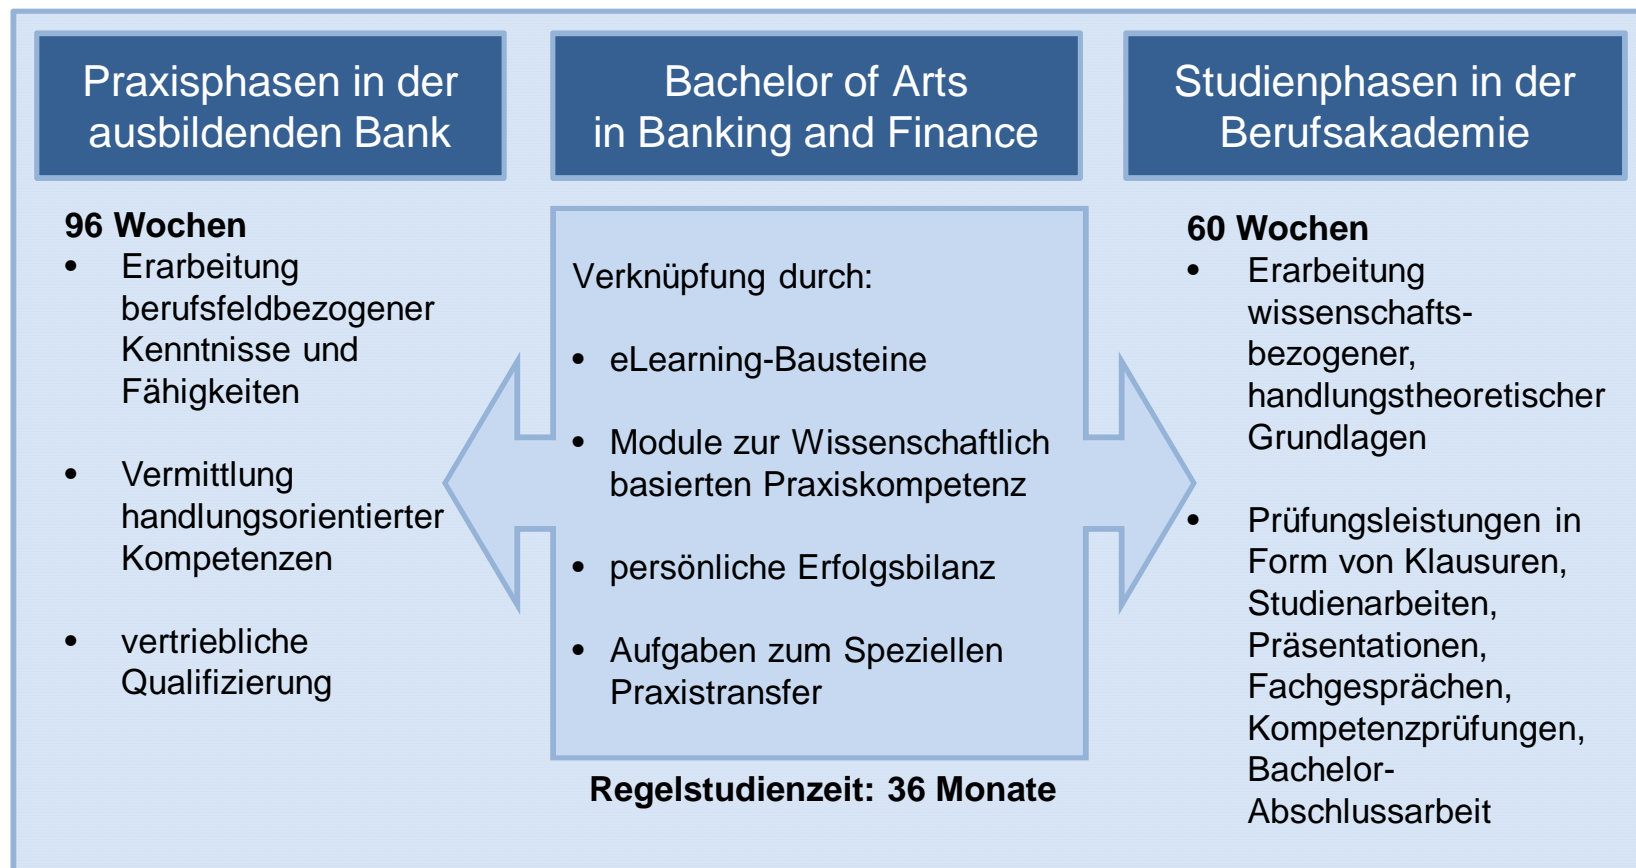 Praxisphasen in der
ausbildenden Bank
Bachelor of Arts
in Banking and Finance
Studienphasen in der
Berufsakademie
96 Wochen
• Erarbeitung
berufsfeldbezogener
Kenntnisse und
Fähigkeiten
• Vermittlung
handlungsorientierter
Kompetenzen
• vertriebliche
Qualifizierung
Verknüpfung durch:
• eLearning-Bausteine
• Module zur Wissenschaftlich
basierten Praxiskompetenz
• persönliche Erfolgsbilanz
• Aufgaben zum Speziellen
Praxistransfer
Regelstudienzeit: 36 Monate
60 Wochen
• Erarbeitung
wissenschafts-
bezogener,
handlungstheoretischer
Grundlagen
• Prüfungsleistungen in
Form von Klausuren,
Studienarbeiten,
Präsentationen,
Fachgesprächen,
Kompetenzprüfungen,
Bachelor-
Abschlussarbeit